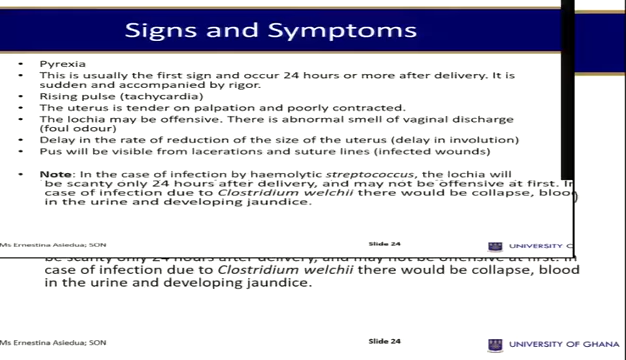 Signs and Symptoms
• Pyrexia
• This is usually the first sign and occur 24 hours or more after delivery. It is
sudden and accompanied by rigor.
• Rising pulse (tachycardia)
• The uterus is tender on palpation and poorly contracted.
• The lochia may be offensive. There is abnormal smell of vaginal discharge
(foul odour)
• Delay in the rate of reduction of the size of the uterus (delay in involution)
• Pus will be visible from lacerations and suture lines (infected wounds)
• Note: In the case of infection by haemolytic streptococcus, the lochia will
be scanty only 24 hours after delivery, and may not be offensive at first. In
case of infection due to Clostridium welchii there would be collapse, blood
in the urine and developing jaundice.
Ms Ernestina Asiedua; SON
Slide 24
UNIVERSITY
be scanty only 24 hours after delivery, and may not be offensive at first. In
case of infection due to Clostridium welchii there would be collapse, blood
in the urine and developing jaundice.
Ms Ernestina Asiedua; SON
Slide 24
UNIVERSITY OF GHANA